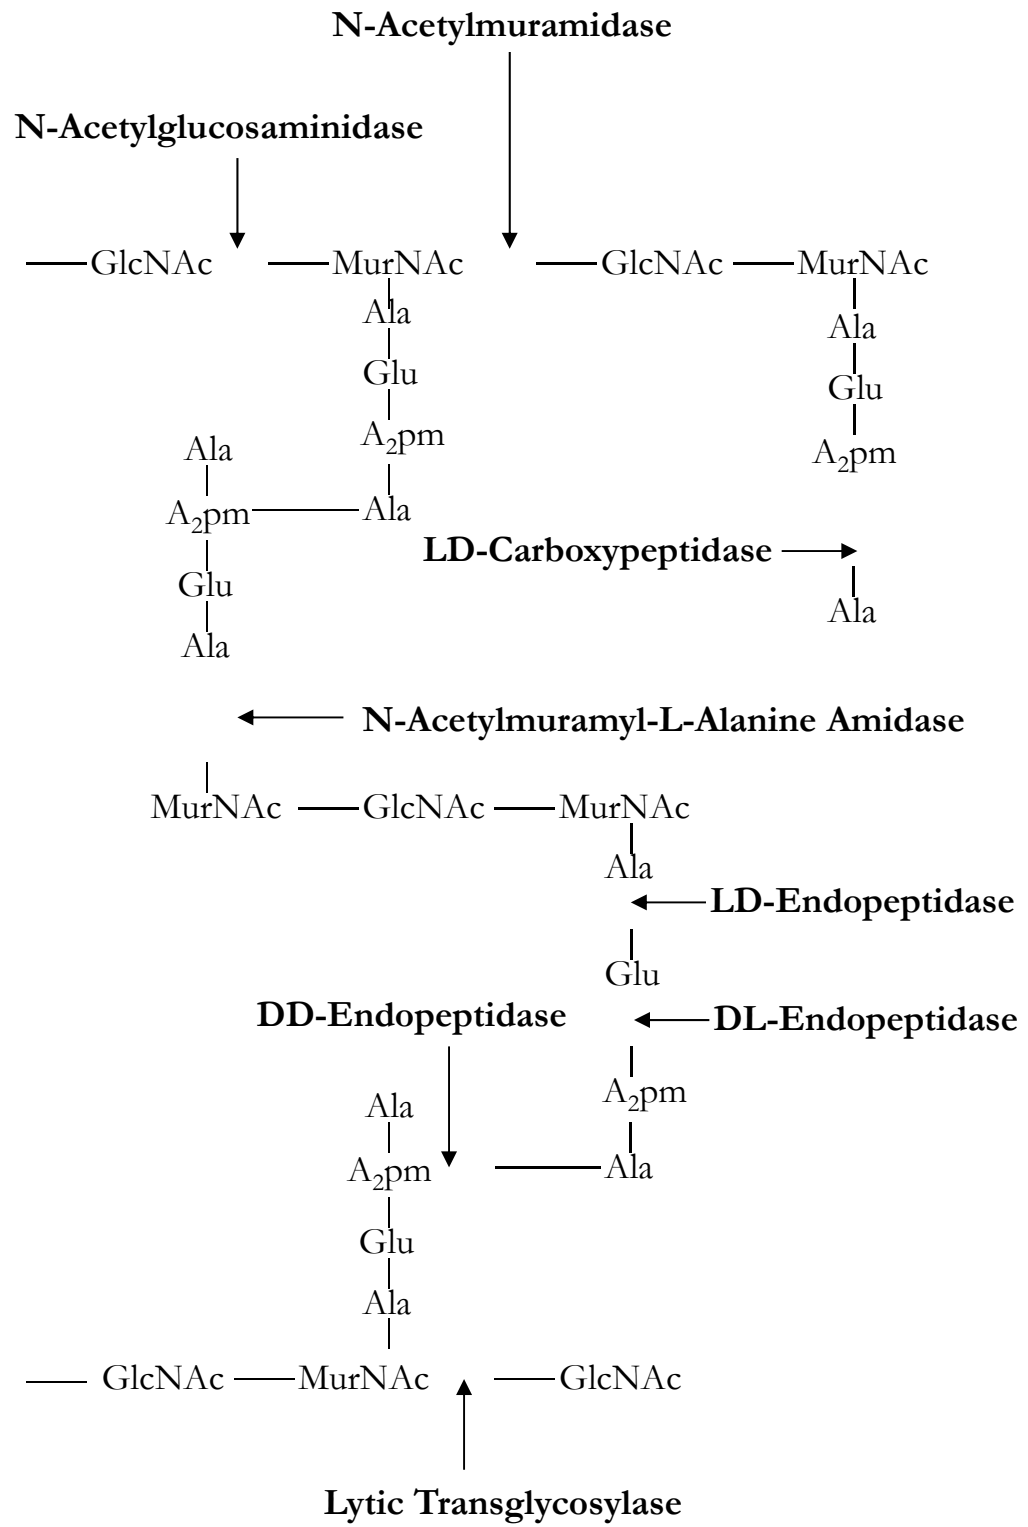 N-Acetylmuramidase
N-Acetylglucosaminidase
GlcNAc MurNAc GlcNAc MurNAc
Ala Ala
Glu Glu
A₂pm A₂pm
Ala
A₂pm Ala
LD-Carboxypeptidase
Glu
Ala
Ala
N-Acetylmuramyl-L-Alanine Amidase
MurNAc GlcNAc MurNAc
Ala
LD-Endopeptidase
Glu
DD-Endopeptidase DL-Endopeptidase
A₂pm
Ala
A₂pm Ala
Glu
Ala
GlcNAc MurNAc GlcNAc
Lytic Transglycosylase